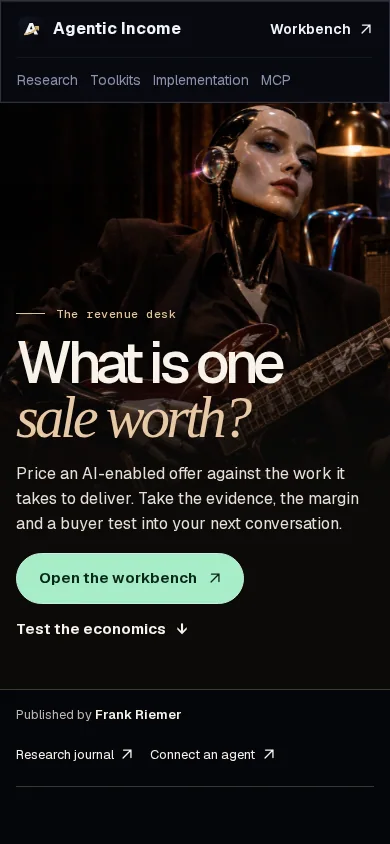 Agentic Income
Workbench ↗
Research Toolkits Implementation MCP
The revenue desk
What is one
sale worth?
Price an AI-enabled offer against the work it
takes to deliver. Take the evidence, the margin
and a buyer test into your next conversation.
Open the workbench ↗
Test the economics ↓
Published by Frank Riemer
Research journal ↗ Connect an agent ↗